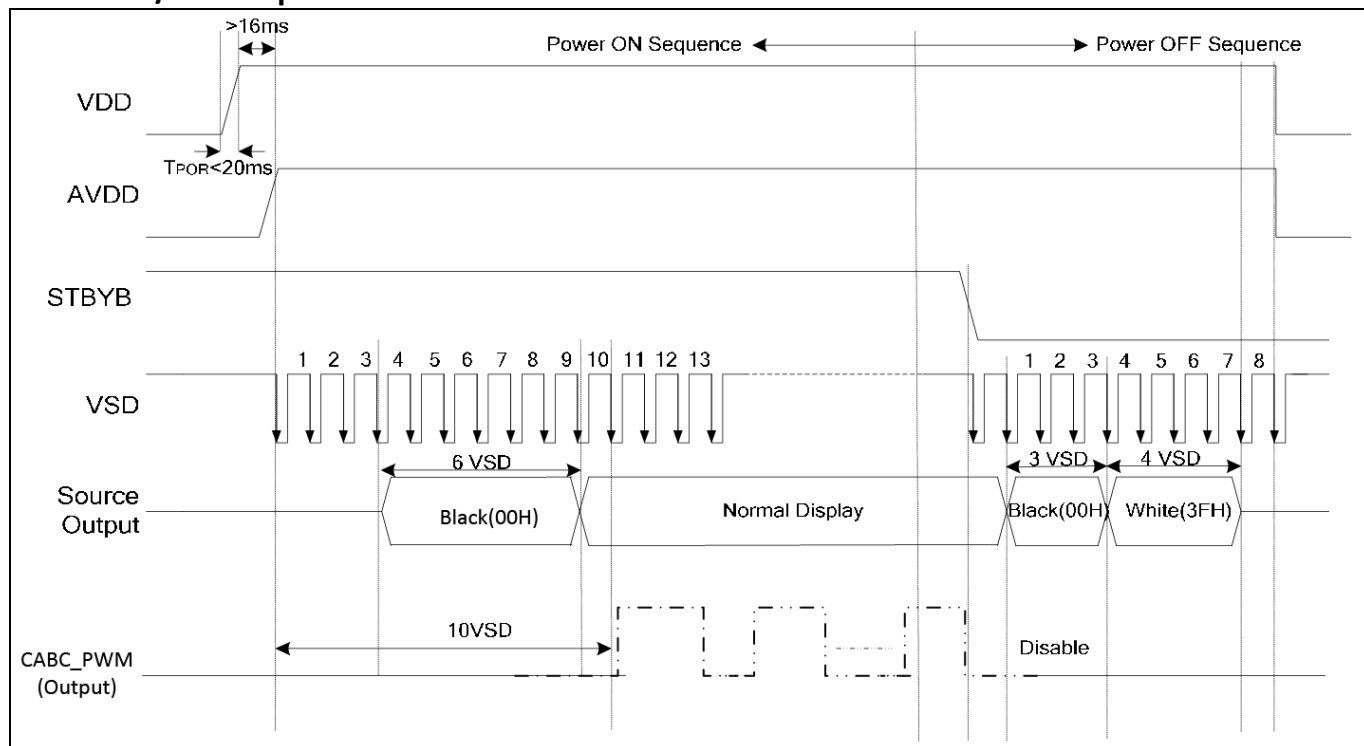 >16ms
Power ON Sequence
Power OFF Sequence
VDD
TPOR<20ms
AVDD
STBYB
1 2 3 4 5 6 7 8 9 10 11 12 13
1 2 3 4 5 6 7 8
VSD
6 VSD
3 VSD
4 VSD
Source
Output
Black(00H)
Normal Display
Black(00H)
White(3FH)
10VSD
Disable
CABC_PWM
(Output)